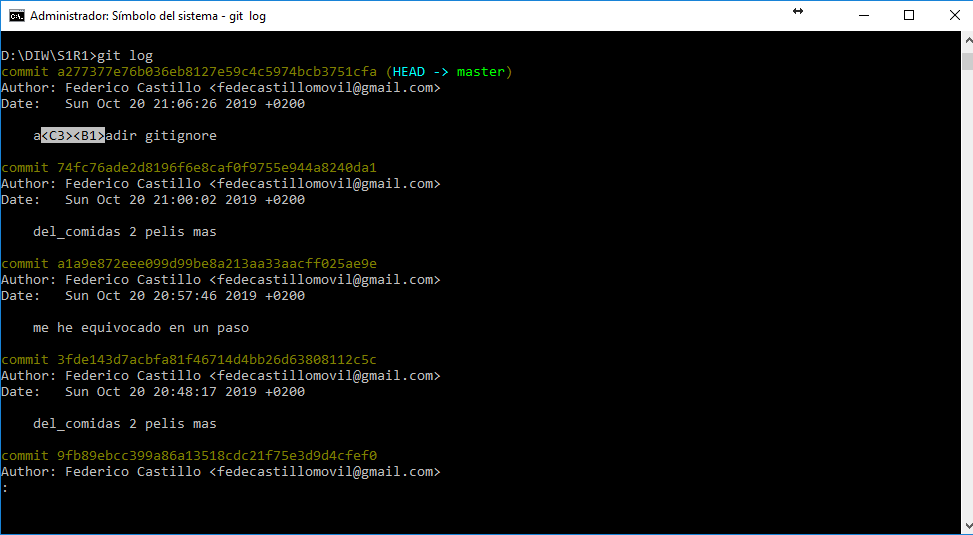 Administrador: Símbolo del sistema - git  log
D:\DIW\S1R1>git log
commit a277377e76b036eb8127e59c4c5974bcb3751cfa (HEAD -> master)
Author: Federico Castillo <fedecastillomovil@gmail.com>
Date:   Sun Oct 20 21:06:26 2019 +0200
a<C3><B1>adir gitignore
commit 74fc76ade2d8196f6e8caf0f9755e944a8240da1
Author: Federico Castillo <fedecastillomovil@gmail.com>
Date:   Sun Oct 20 21:00:02 2019 +0200
del_comidas 2 pelis mas
commit a1a9e872eee099d99be8a213aa33aacff025ae9e
Author: Federico Castillo <fedecastillomovil@gmail.com>
Date:   Sun Oct 20 20:57:46 2019 +0200
me he equivocado en un paso
commit 3fde143d7acbfa81f46714d4bb26d63808112c5c
Author: Federico Castillo <fedecastillomovil@gmail.com>
Date:   Sun Oct 20 20:48:17 2019 +0200
del_comidas 2 pelis mas
commit 9fb89ebcc399a86a13518cdc21f75e3d9d4cfef0
Author: Federico Castillo <fedecastillomovil@gmail.com>
: